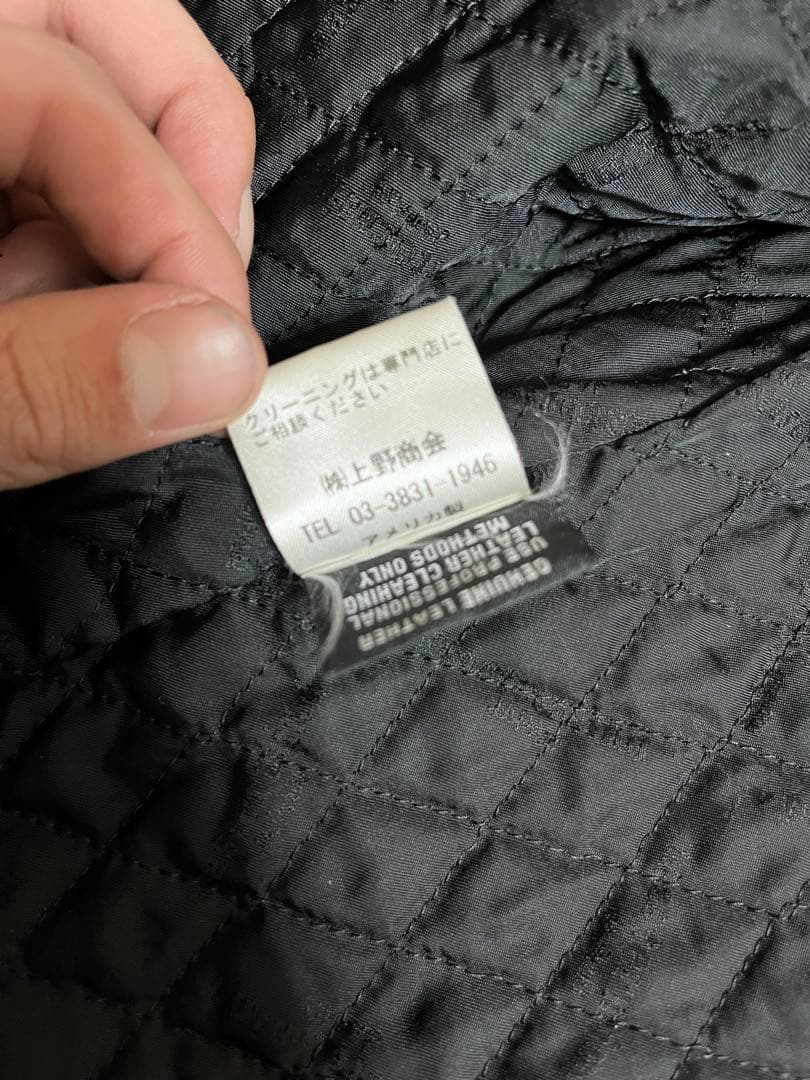 クリーニングは専門店に
ご相談ください
㈱上野商会
TEL 03-3831-1946
アメリカ製
GENUINE LEATHER
USE PROFESSIONAL
LEATHER CLEANING
METHODS ONLY